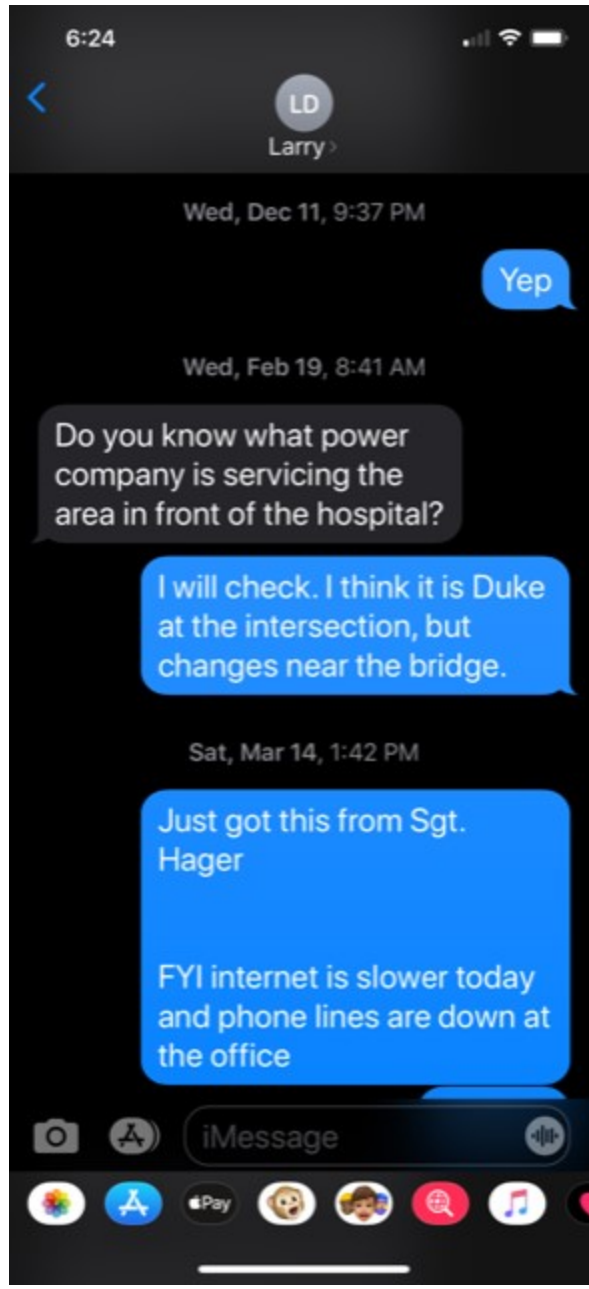 6:24
LD
Larry
Wed, Dec 11, 9:37 PM
Yep
Wed, Feb 19, 8:41 AM
Do you know what power
company is servicing the
area in front of the hospital?
I will check. I think it is Duke
at the intersection, but
changes near the bridge.
Sat, Mar 14, 1:42 PM
Just got this from Sgt.
Hager
FYI internet is slower today
and phone lines are down at
the office
iMessage
Pay